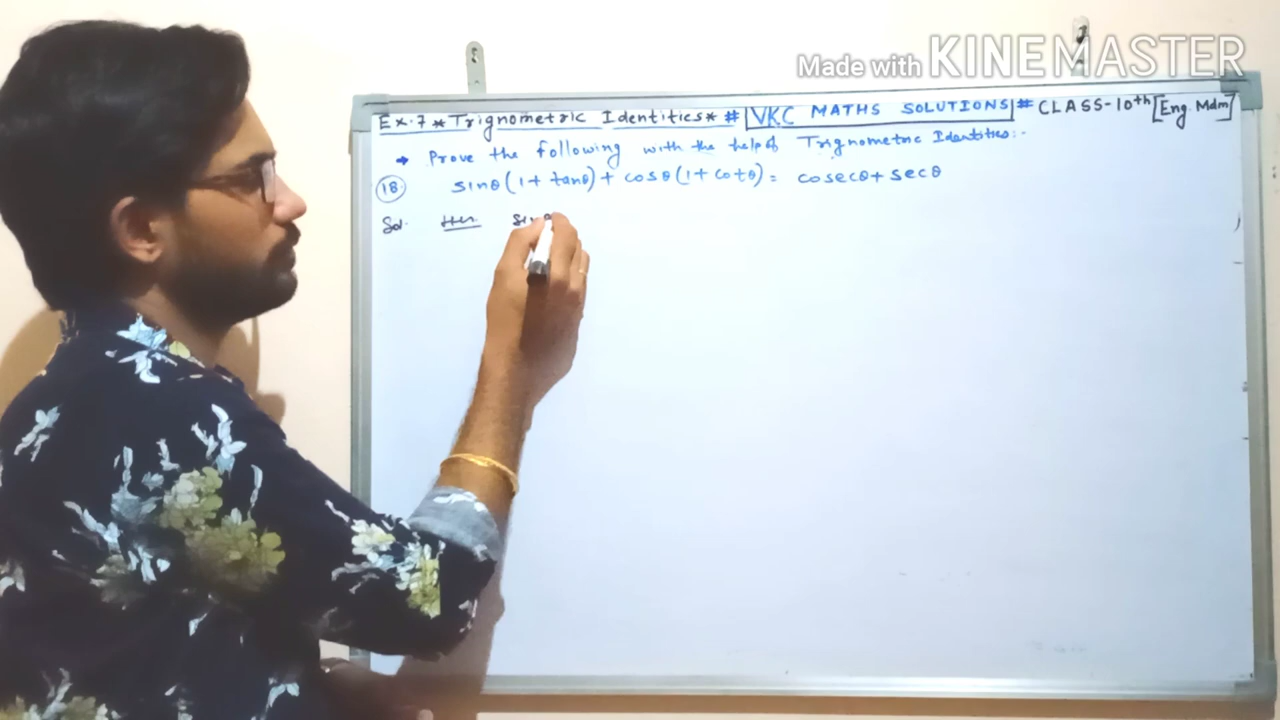 Made with KINEMASTER
Ex.7 * Trignometric Identities * # VKC MATHS SOLUTIONS # CLASS-10th [Eng Mdm]
→ Prove the following with the help of Trignometric Identities:-
18. sinθ(1 + tanθ) + cosθ(1 + cotθ) = cosecθ + secθ
Sol. sinθ